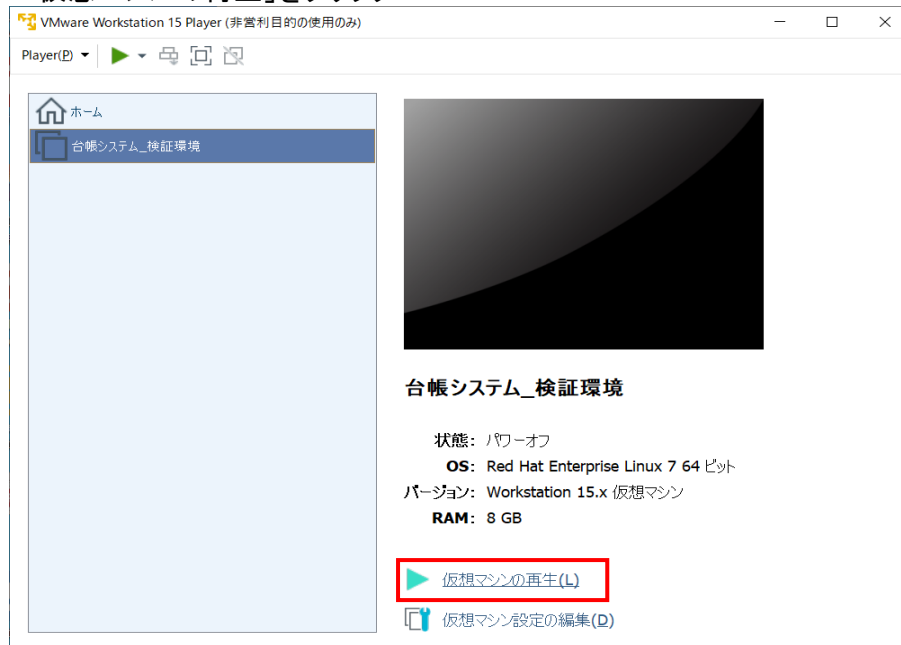 VMware Workstation 15 Player (非営利目的の使用のみ)
Player(P)
ホーム
台帳システム_検証環境
台帳システム_検証環境
状態: パワーオフ
OS: Red Hat Enterprise Linux 7 64 ビット
バージョン: Workstation 15.x 仮想マシン
RAM: 8 GB
仮想マシンの再生(L)
仮想マシン設定の編集(D)